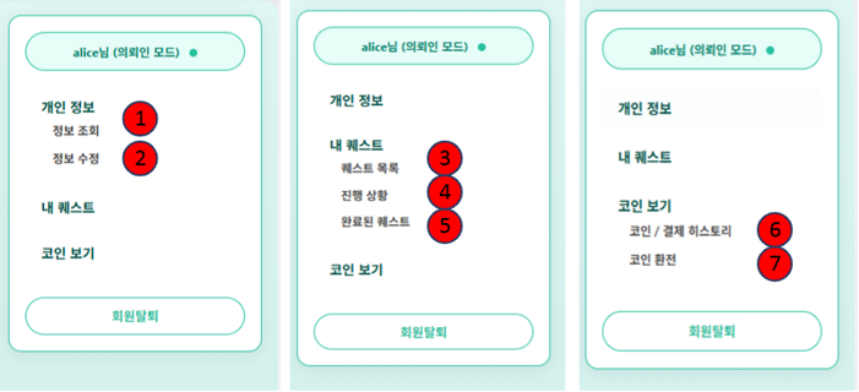 alice님 (의뢰인 모드)
개인 정보
1
정보 조회
정보 수정
2
내 퀘스트
코인 보기
회원탈퇴
alice님 (의뢰인 모드)
개인 정보
내 퀘스트
퀘스트 목록
3
진행 상황
4
완료된 퀘스트
5
코인 보기
회원탈퇴
alice님 (의뢰인 모드)
개인 정보
내 퀘스트
코인 보기
코인 / 결제 히스토리
6
코인 환전
7
회원탈퇴